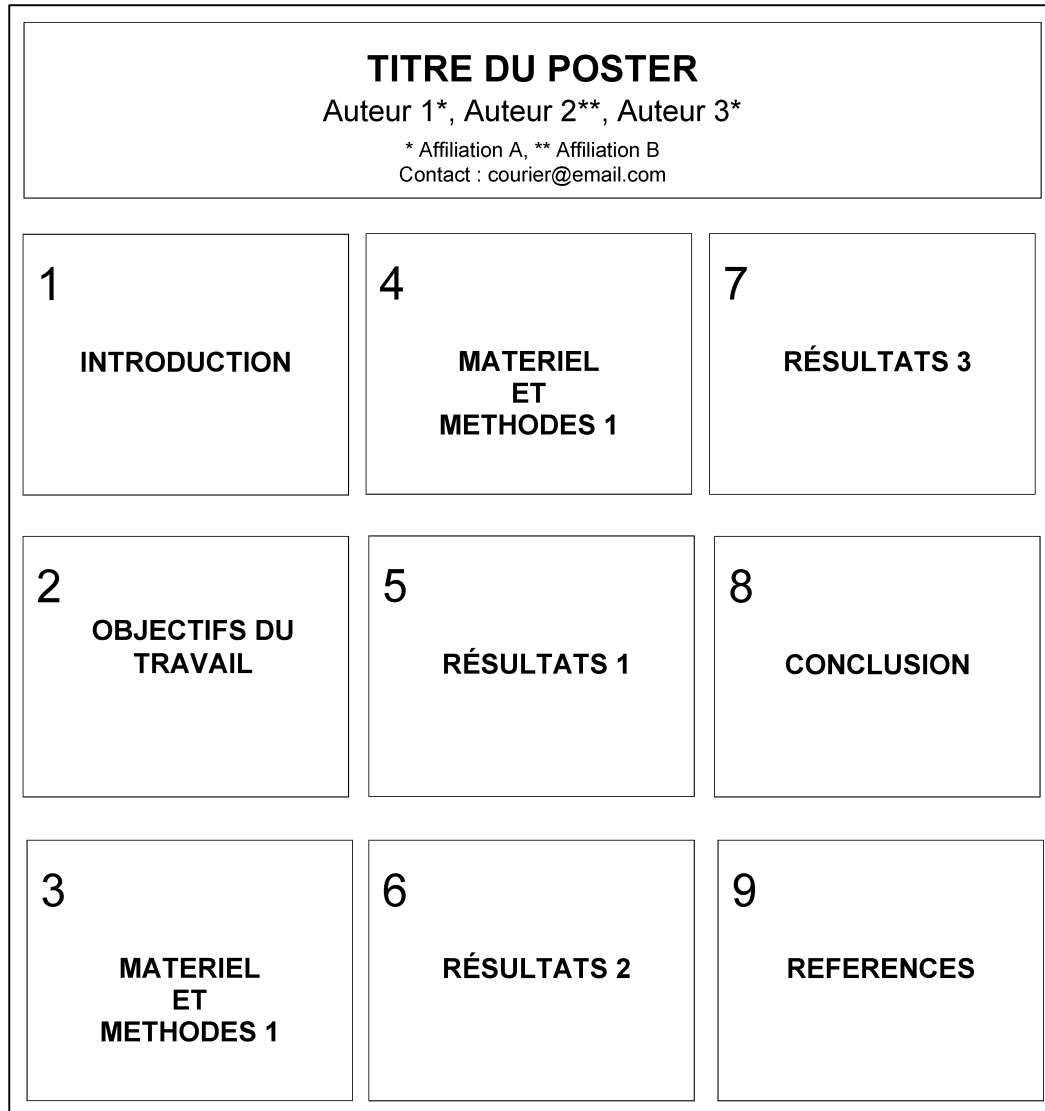 TITRE DU POSTER
Auteur 1*, Auteur 2**, Auteur 3*
* Affiliation A, ** Affiliation B
Contact : courier@email.com
1
INTRODUCTION
2
OBJECTIFS DU
TRAVAIL
3
MATERIEL
ET
METHODES 1
4
MATERIEL
ET
METHODES 1
5
RÉSULTATS 1
6
RÉSULTATS 2
7
RÉSULTATS 3
8
CONCLUSION
9
REFERENCES